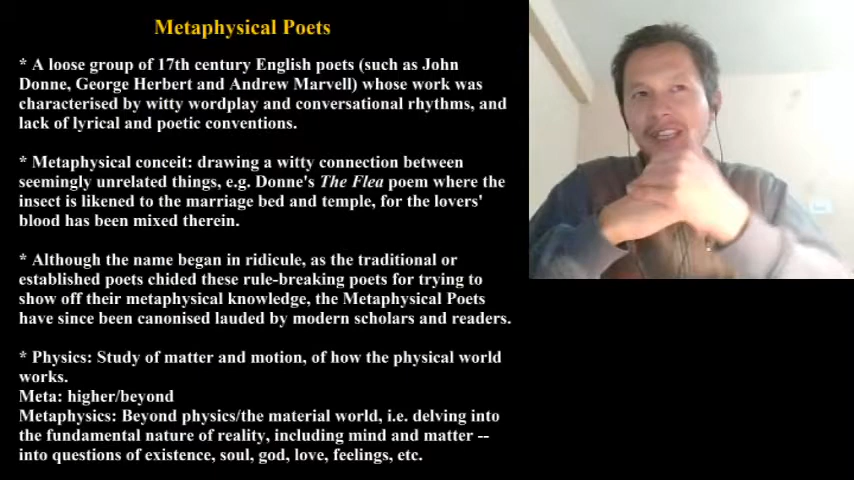 Metaphysical Poets
* A loose group of 17th century English poets (such as John
Donne, George Herbert and Andrew Marvell) whose work was
characterised by witty wordplay and conversational rhythms, and
lack of lyrical and poetic conventions.
* Metaphysical conceit: drawing a witty connection between
seemingly unrelated things, e.g. Donne's The Flea poem where the
insect is likened to the marriage bed and temple, for the lovers'
blood has been mixed therein.
* Although the name began in ridicule, as the traditional or
established poets chided these rule-breaking poets for trying to
show off their metaphysical knowledge, the Metaphysical Poets
have since been canonised lauded by modern scholars and readers.
* Physics: Study of matter and motion, of how the physical world
works.
Meta: higher/beyond
Metaphysics: Beyond physics/the material world, i.e. delving into
the fundamental nature of reality, including mind and matter --
into questions of existence, soul, god, love, feelings, etc.